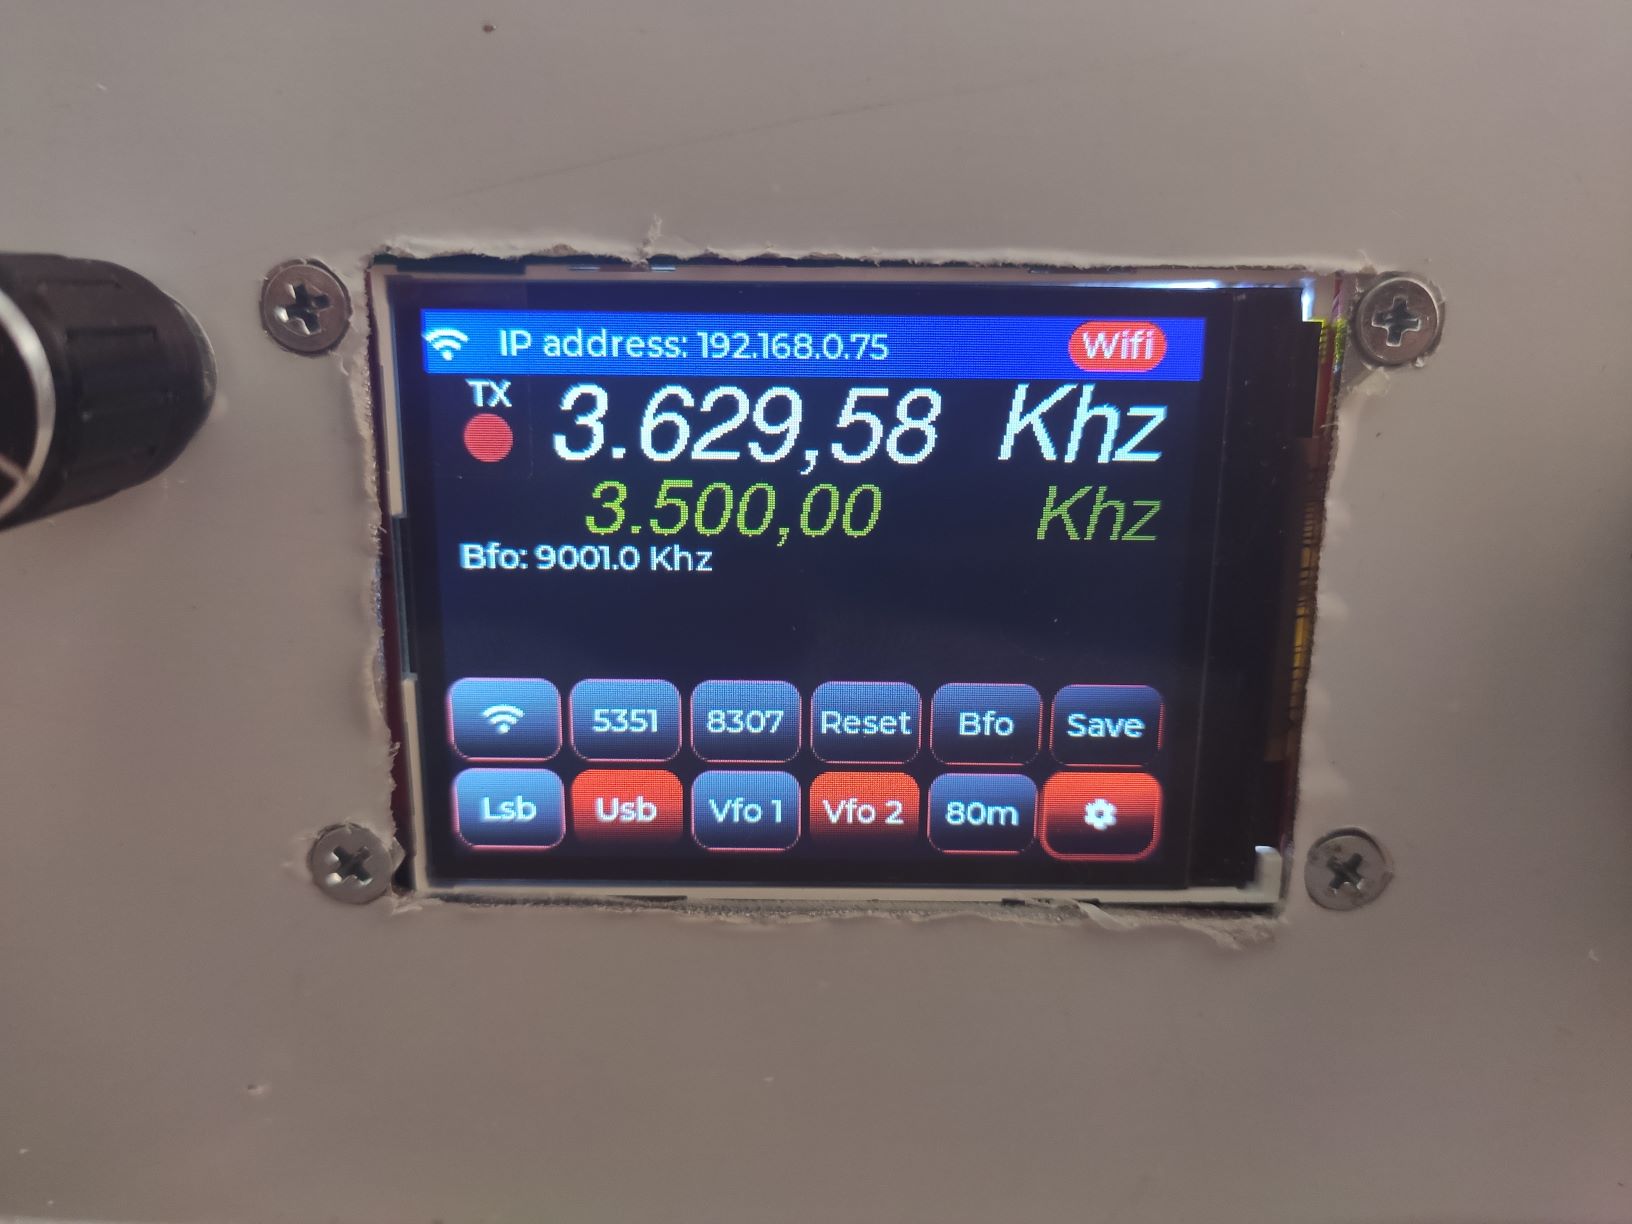 IP address: 192.168.0.75 Wifi
TX
3.629,58 Khz
3.500,00 Khz
Bfo: 9001.0 Khz
5351 8307 Reset Bfo Save
Lsb Usb Vfo 1 Vfo 2 80m